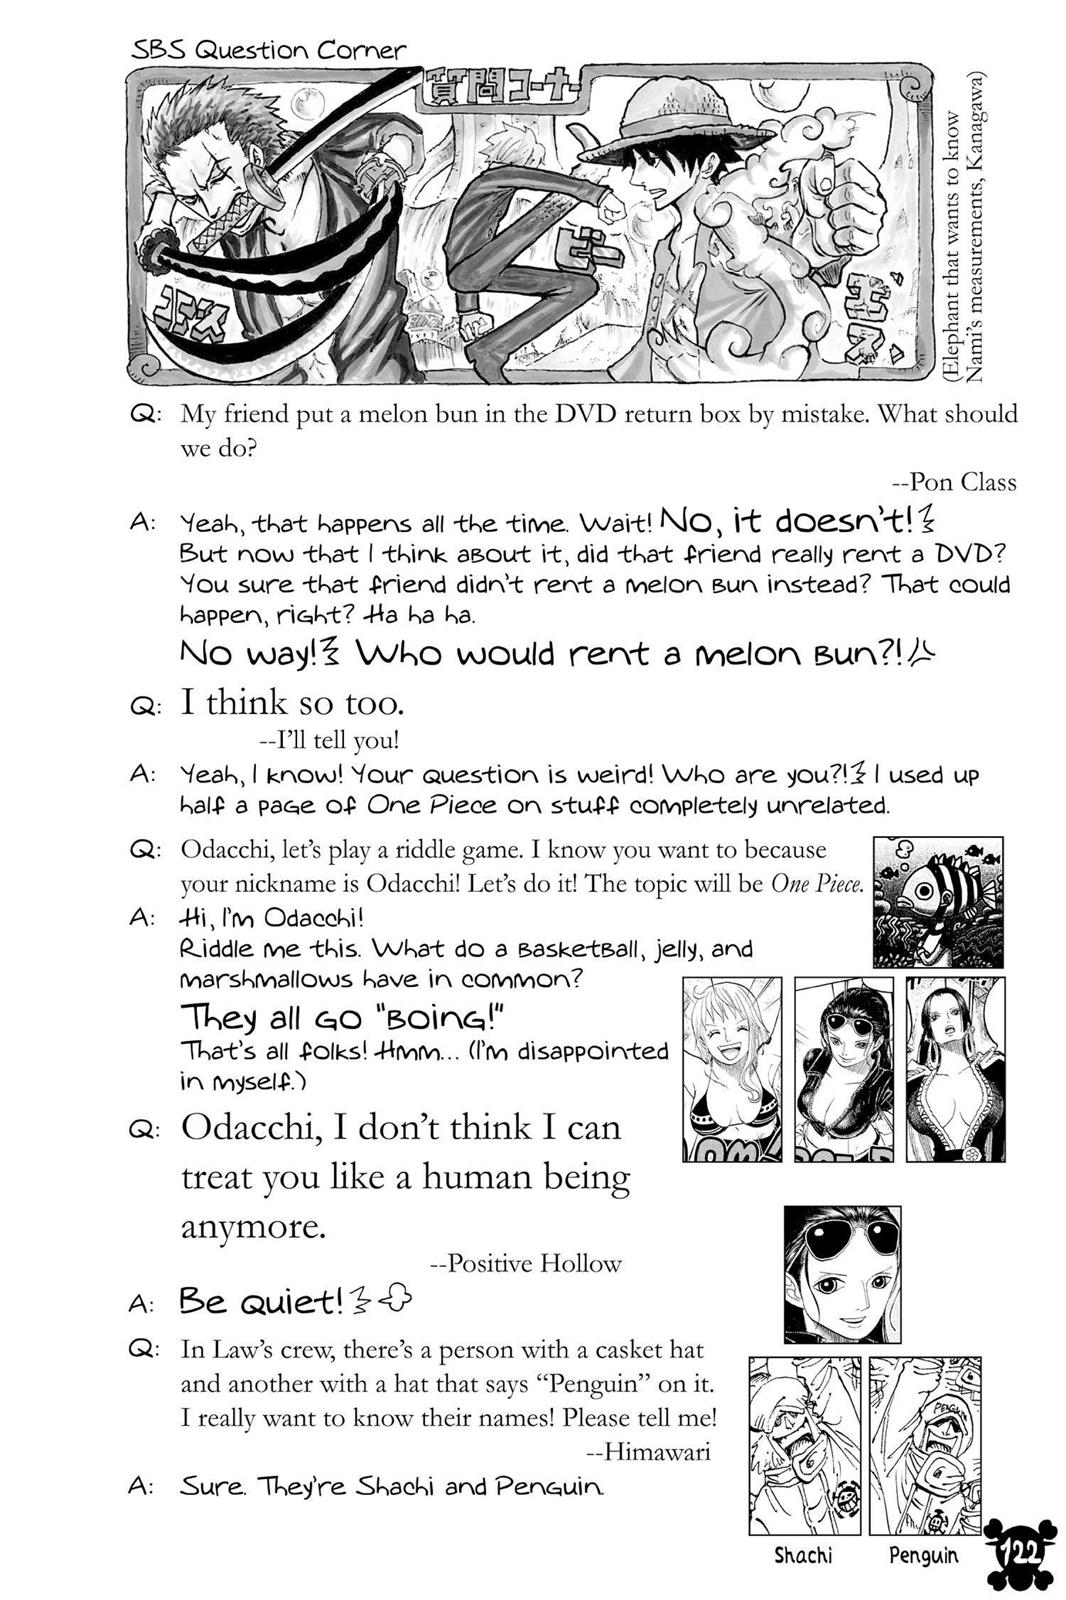 SBS Question Corner
質問コーナー
(Elephant that wants to know
Nami's measurements, Kanagawa)
Q: My friend put a melon bun in the DVD return box by mistake. What should
we do?
--Pon Class
A: Yeah, that happens all the time. Wait! No, it doesn't!
But now that I think about it, did that friend really rent a DVD?
You sure that friend didn't rent a melon bun instead? That could
happen, right? Ha ha ha.
No way! Who would rent a melon bun?!
Q: I think so too.
--I'll tell you!
A: Yeah, I know! Your question is weird! Who are you?! I used up
half a page of One Piece on stuff completely unrelated.
Q: Odacchi, let's play a riddle game. I know you want to because
your nickname is Odacchi! Let's do it! The topic will be One Piece.
A: Hi, I'm Odacchi!
Riddle me this. What do a basketball, jelly, and
marshmallows have in common?
They all go "boing!"
That's all folks! Hmm... (I'm disappointed
in myself.)
Q: Odacchi, I don't think I can
treat you like a human being
anymore.
--Positive Hollow
A: Be quiet!
Q: In Law's crew, there's a person with a casket hat
and another with a hat that says "Penguin" on it.
I really want to know their names! Please tell me!
--Himawari
A: Sure. They're Shachi and Penguin.
PENGUIN
Shachi
Penguin
122